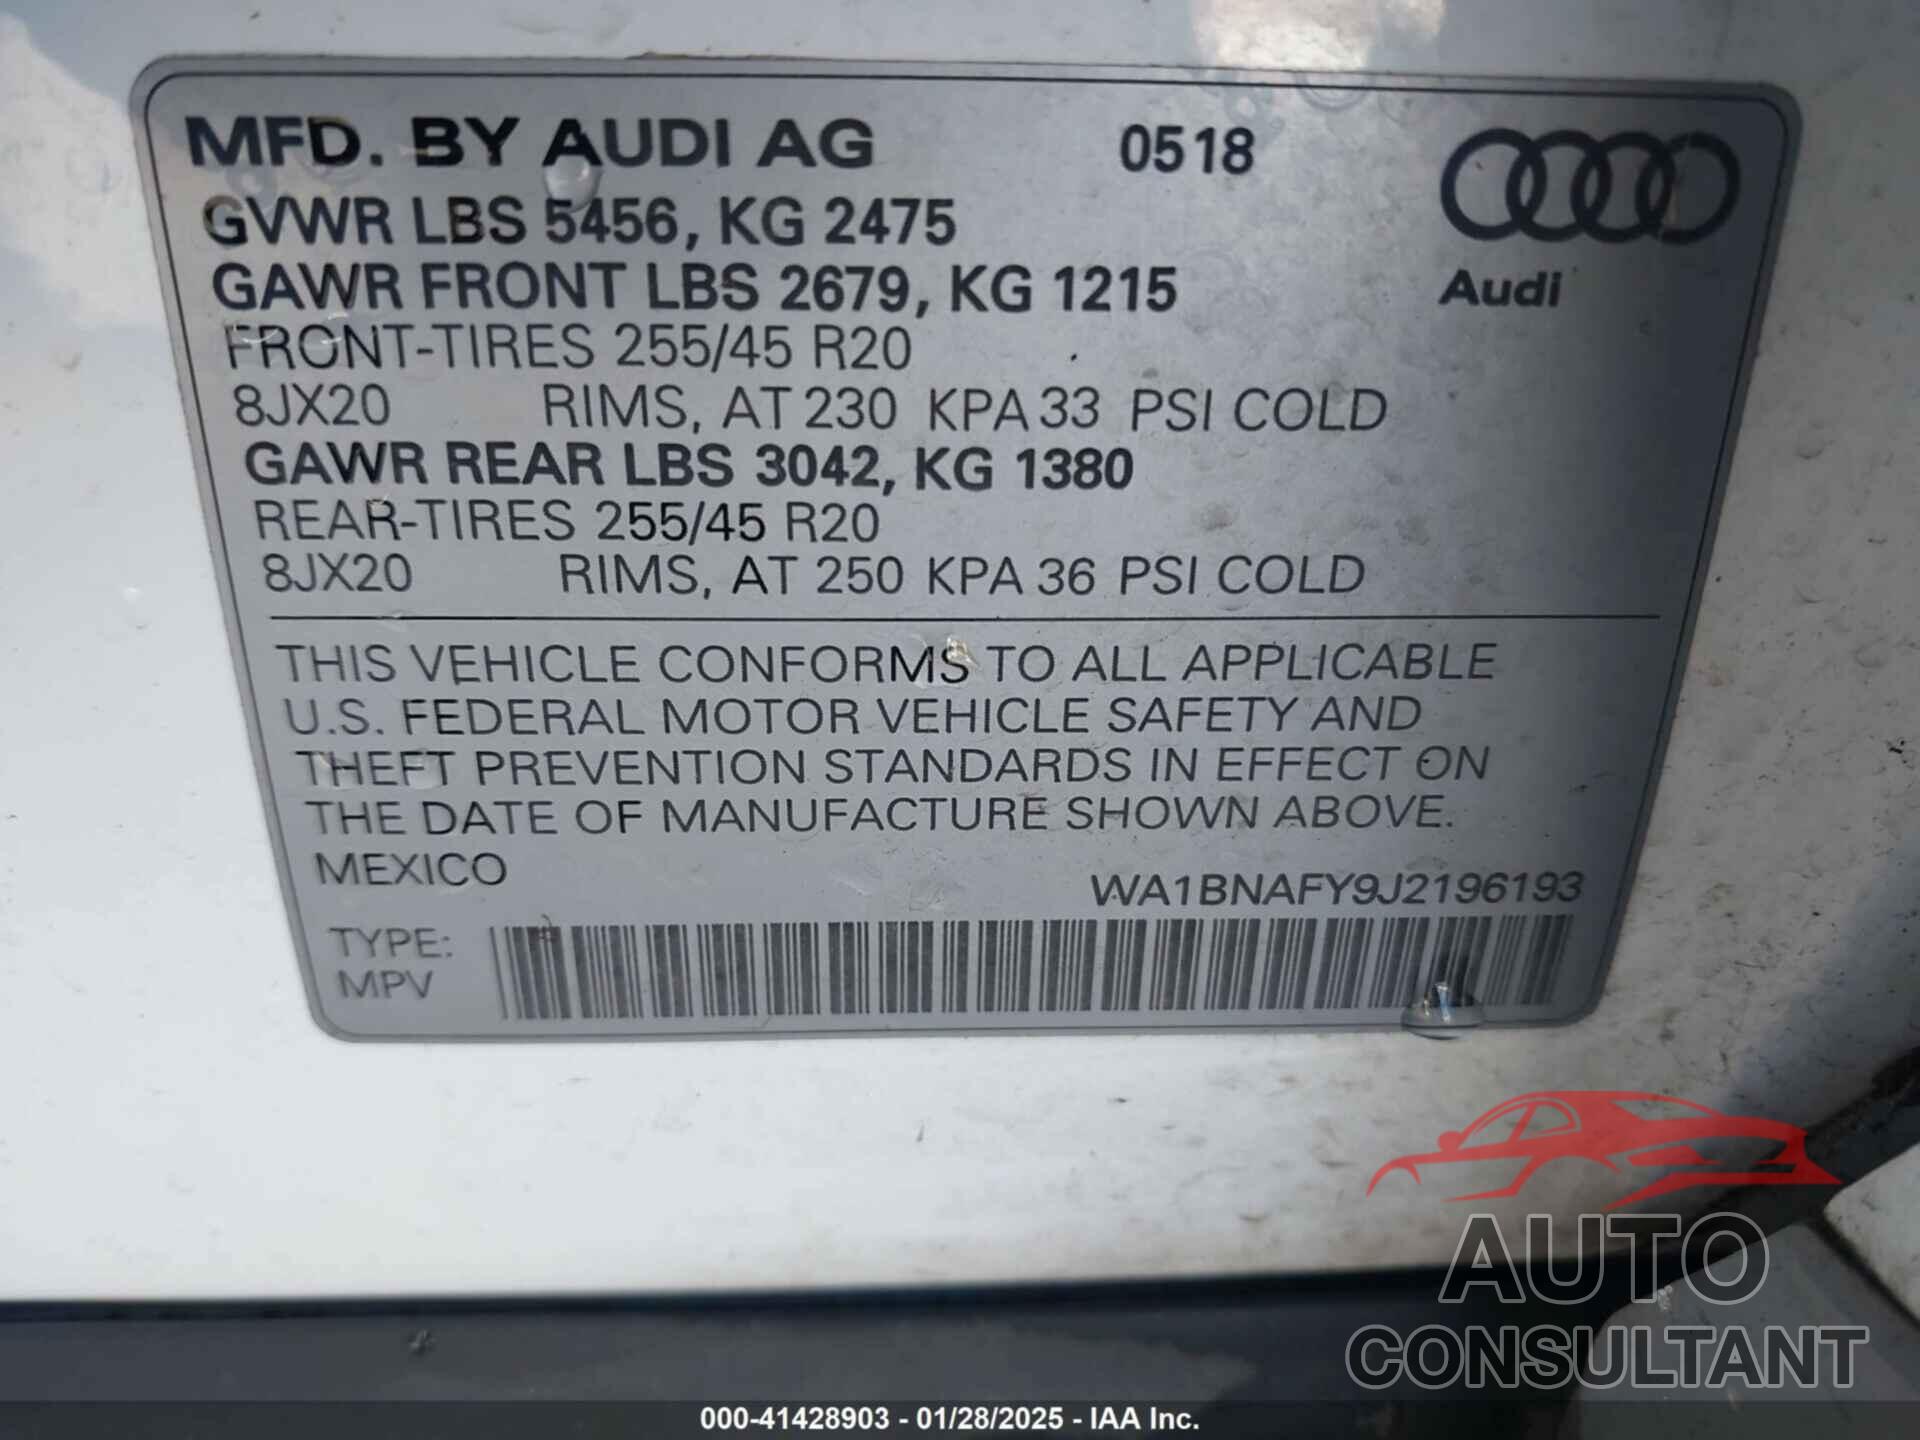 MFD. BY AUDI AG 0518
GVWR LBS 5456, KG 2475
GAWR FRONT LBS 2679, KG 1215
Audi
FRONT-TIRES 255/45 R20
8JX20 RIMS, AT 230 KPA 33 PSI COLD
GAWR REAR LBS 3042, KG 1380
REAR-TIRES 255/45 R20
8JX20 RIMS, AT 250 KPA 36 PSI COLD
THIS VEHICLE CONFORMS TO ALL APPLICABLE
U.S. FEDERAL MOTOR VEHICLE SAFETY AND
THEFT PREVENTION STANDARDS IN EFFECT ON
THE DATE OF MANUFACTURE SHOWN ABOVE.
MEXICO WA1BNAFY9J2196193
TYPE:
MPV
AUTO
CONSULTANT
000-41428903 - 01/28/2025 - IAA Inc.